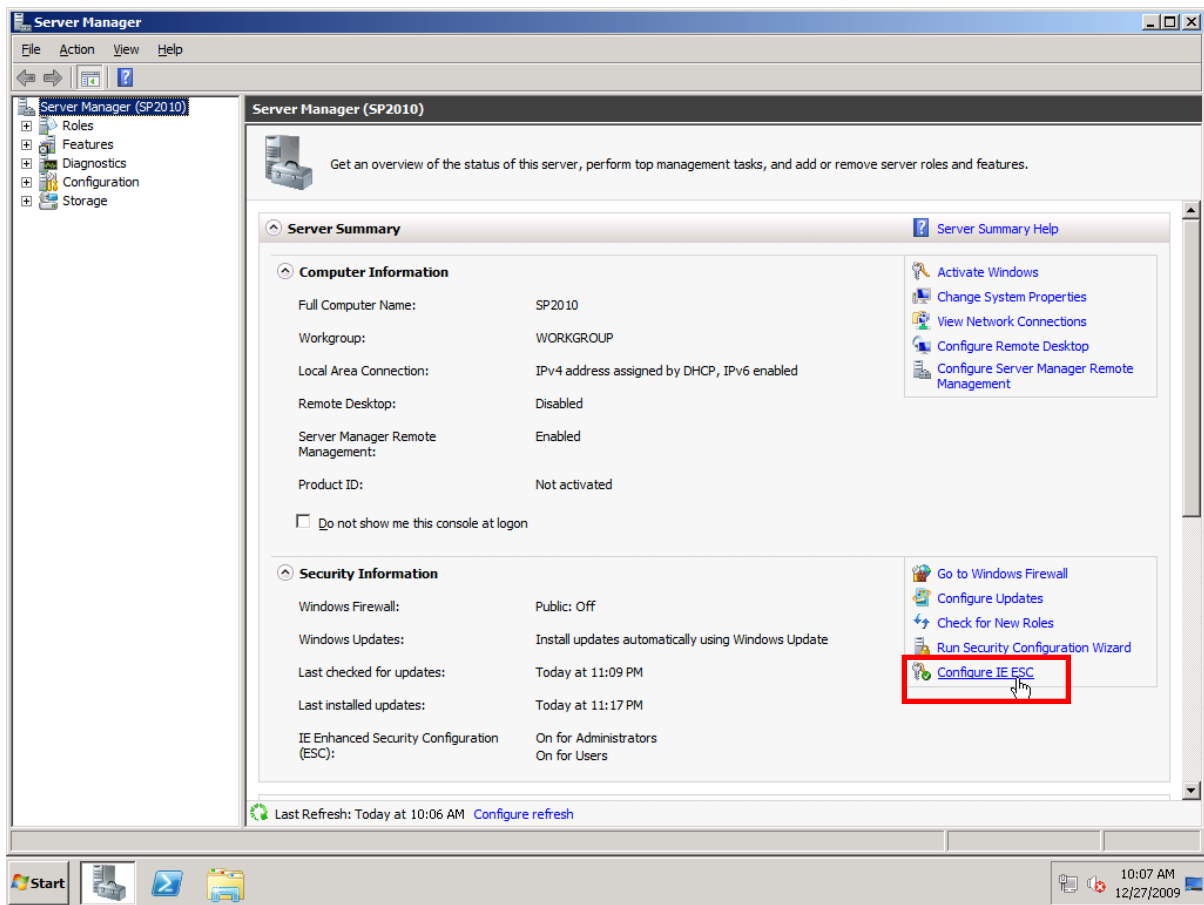 Server Manager
File Action View Help
Server Manager (SP2010)
Roles
Features
Diagnostics
Configuration
Storage
Server Manager (SP2010)
Get an overview of the status of this server, perform top management tasks, and add or remove server roles and features.
Server Summary
Server Summary Help
Computer Information
Full Computer Name: SP2010
Workgroup: WORKGROUP
Local Area Connection: IPv4 address assigned by DHCP, IPv6 enabled
Remote Desktop: Disabled
Server Manager Remote
Management:
Enabled
Product ID: Not activated
Do not show me this console at logon
Activate Windows
Change System Properties
View Network Connections
Configure Remote Desktop
Configure Server Manager Remote
Management
Security Information
Windows Firewall: Public: Off
Windows Updates: Install updates automatically using Windows Update
Last checked for updates: Today at 11:09 PM
Last installed updates: Today at 11:17 PM
IE Enhanced Security Configuration
(ESC):
On for Administrators
On for Users
Go to Windows Firewall
Configure Updates
Check for New Roles
Run Security Configuration Wizard
Configure IE ESC
Last Refresh: Today at 10:06 AM Configure refresh
Start
10:07 AM
12/27/2009